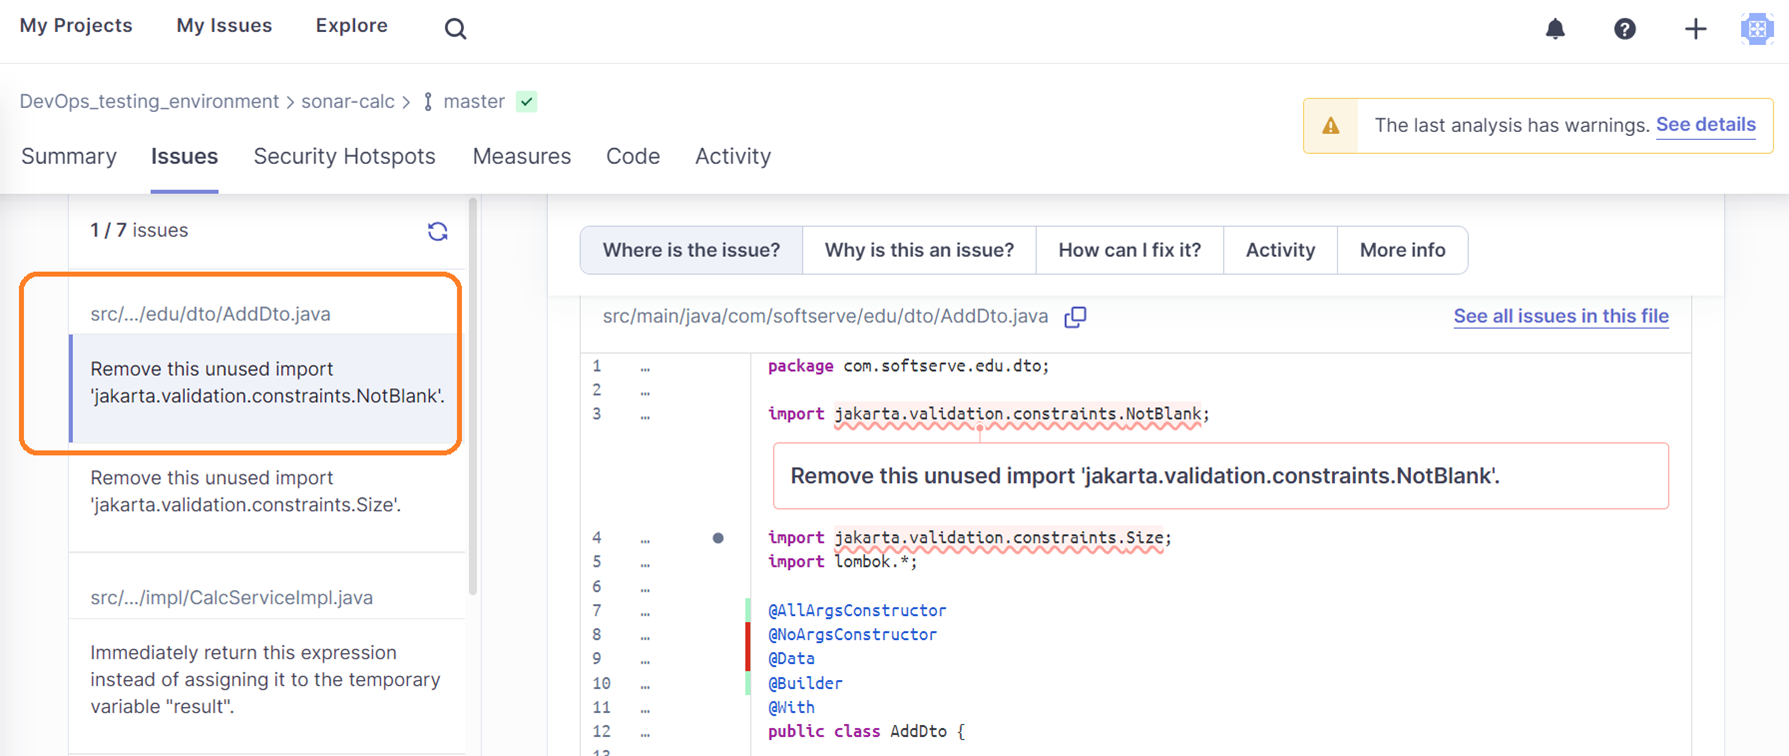 My Projects My Issues Explore
DevOps_testing_environment > sonar-calc > master
The last analysis has warnings. See details
Summary Issues Security Hotspots Measures Code Activity
1 / 7 issues
src/.../edu/dto/AddDto.java
Remove this unused import
'jakarta.validation.constraints.NotBlank'.
Remove this unused import
'jakarta.validation.constraints.Size'.
src/.../impl/CalcServiceImpl.java
Immediately return this expression
instead of assigning it to the temporary
variable "result".
Where is the issue? Why is this an issue? How can I fix it? Activity More info
src/main/java/com/softserve/edu/dto/AddDto.java See all issues in this file
1 ... package com.softserve.edu.dto;
2 ...
3 ... import jakarta.validation.constraints.NotBlank;
Remove this unused import 'jakarta.validation.constraints.NotBlank'.
4 ... import jakarta.validation.constraints.Size;
5 ... import lombok.*;
6 ...
7 ... @AllArgsConstructor
8 ... @NoArgsConstructor
9 ... @Data
10 ... @Builder
11 ... @With
12 ... public class AddDto {
13